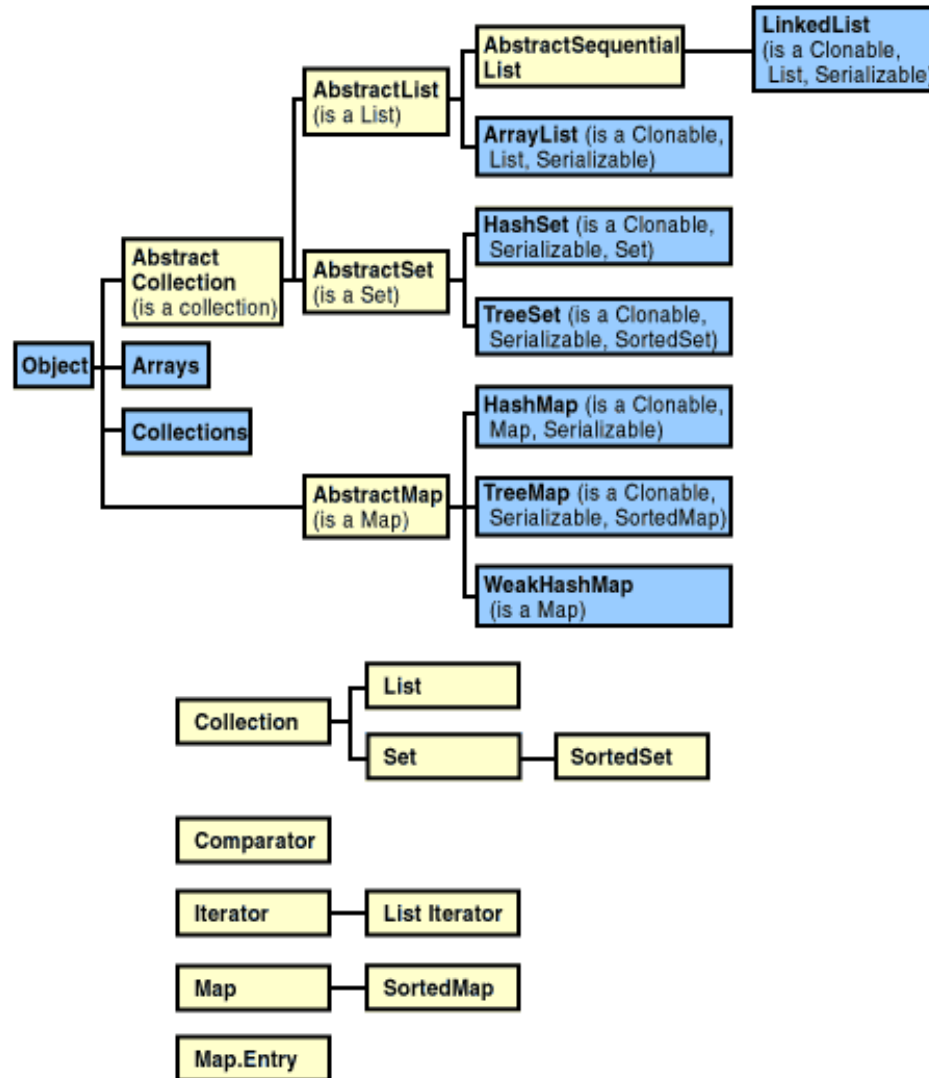 LinkedList
(is a Clonable,
List, Serializable)
AbstractSequential
List
AbstractList
(is a List)
ArrayList (is a Clonable,
List, Serializable)
HashSet (is a Clonable,
Serializable, Set)
Abstract
Collection
(is a collection)
AbstractSet
(is a Set)
TreeSet (is a Clonable,
Serializable, SortedSet)
Object
Arrays
Collections
HashMap (is a Clonable,
Map, Serializable)
AbstractMap
(is a Map)
TreeMap (is a Clonable,
Serializable, SortedMap)
WeakHashMap
(is a Map)
List
Collection
Set
SortedSet
Comparator
Iterator
List Iterator
Map
SortedMap
Map.Entry